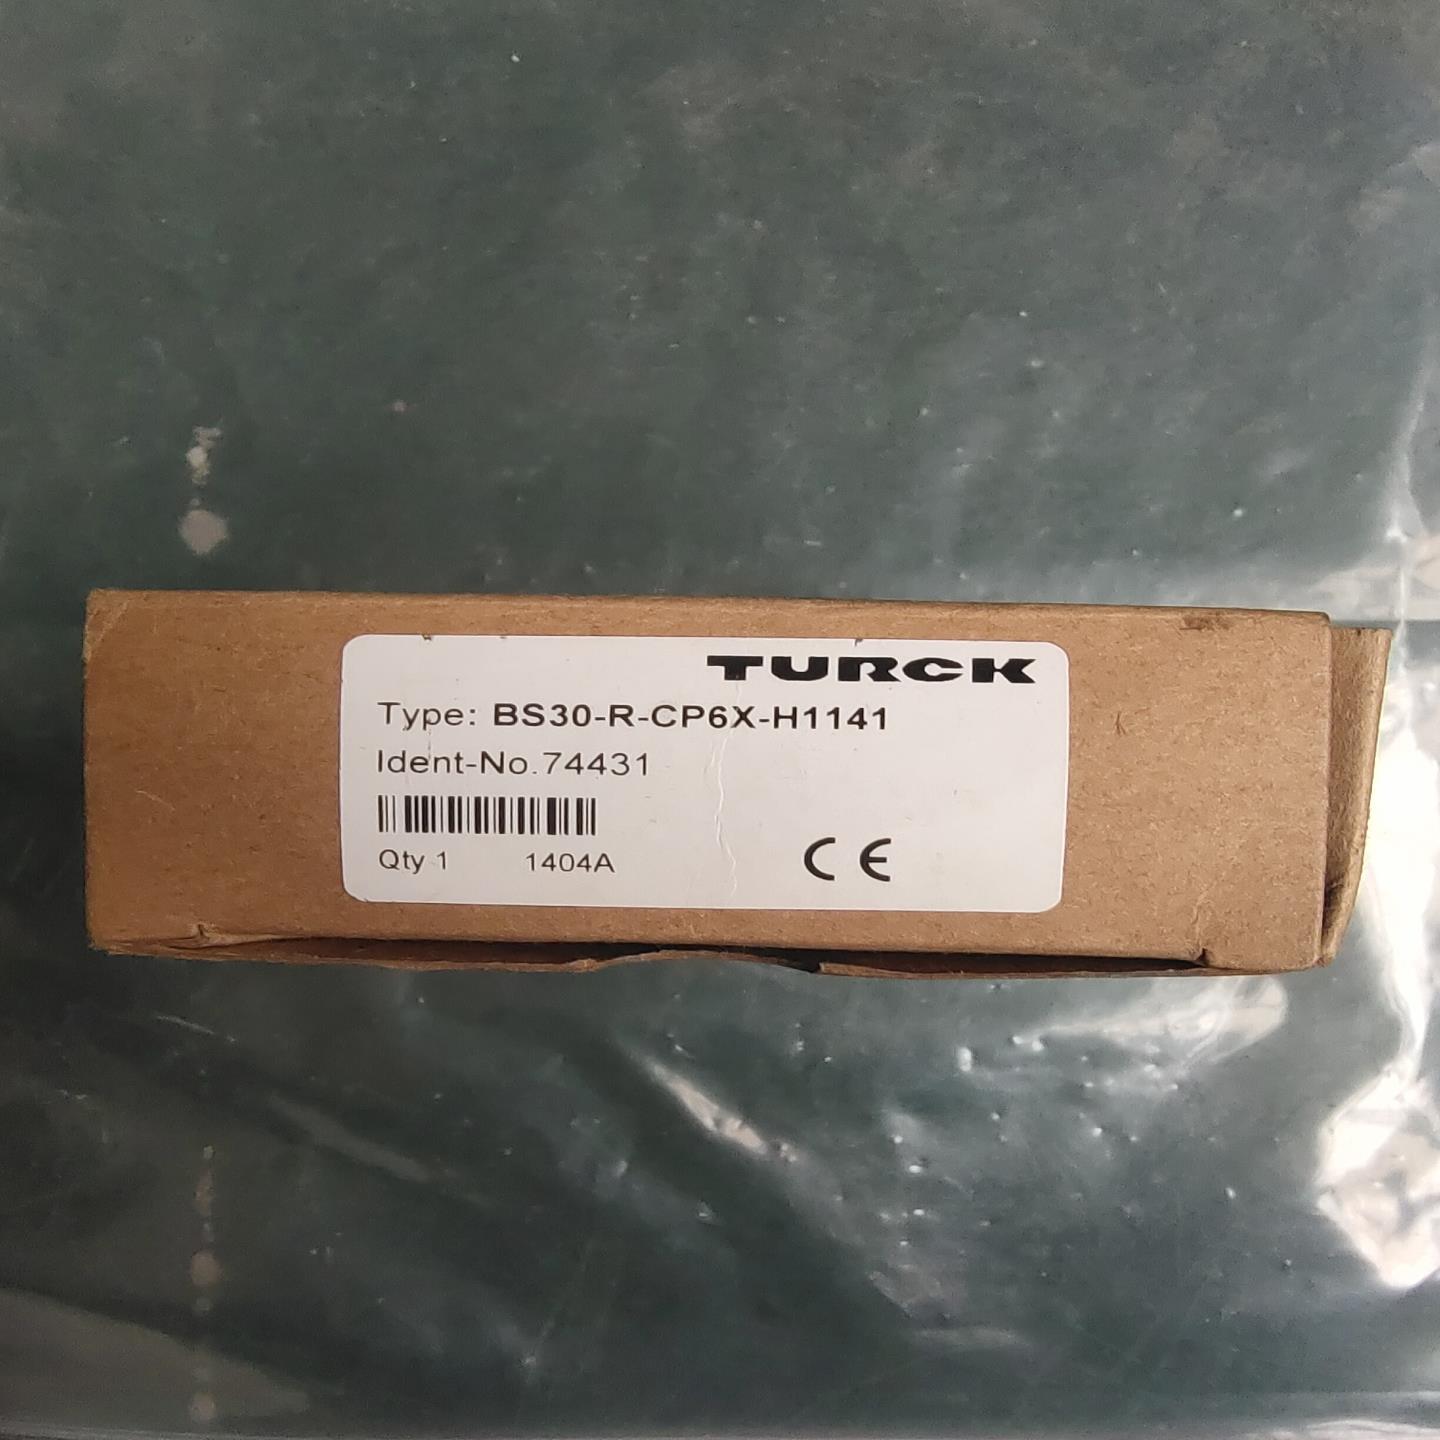 TURCK
Type: BS30-R-CP6X-H1141
Ident-No.74431
Qty 1 1404A
CE